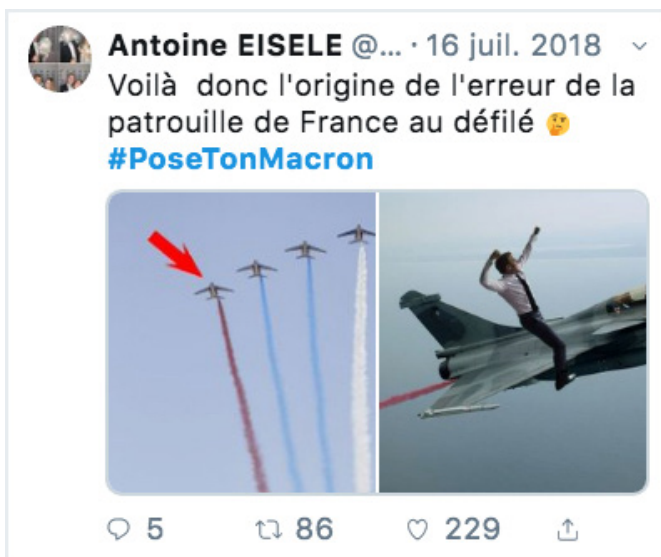 Antoine EISELE @... · 16 juil. 2018
Voilà donc l'origine de l'erreur de la
patrouille de France au défilé 🤔
#PoseTonMacron
5 86 229